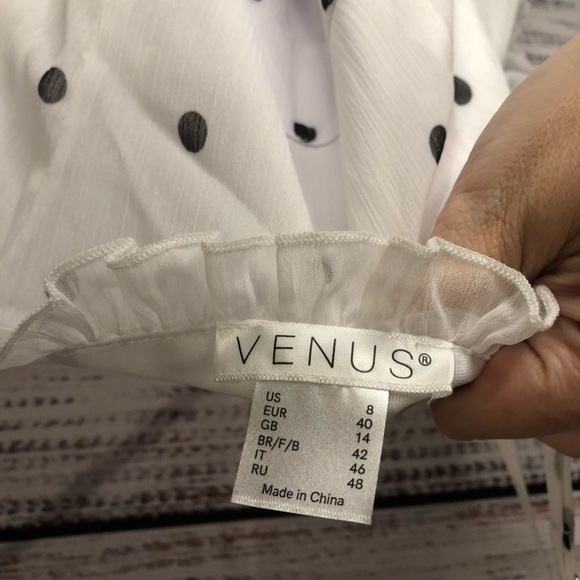 VENUS®
US 8
EUR 40
GB 14
BR/F/B 42
IT 46
RU 48
Made in China